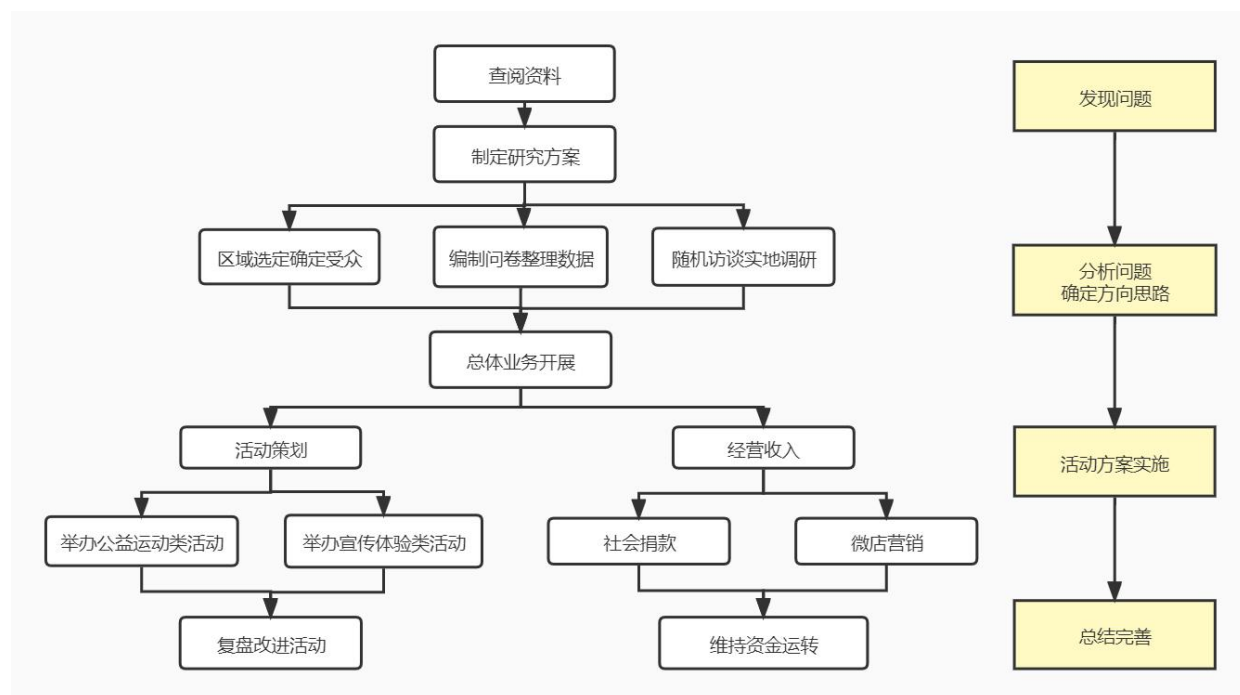 查阅资料
制定研究方案
区域选定确定受众
编制问卷整理数据
随机访谈实地调研
总体业务开展
活动策划
经营收入
举办公益运动类活动
举办宣传体验类活动
社会捐款
微店营销
复盘改进活动
维持资金运转
发现问题
分析问题
确定方向思路
活动方案实施
总结完善